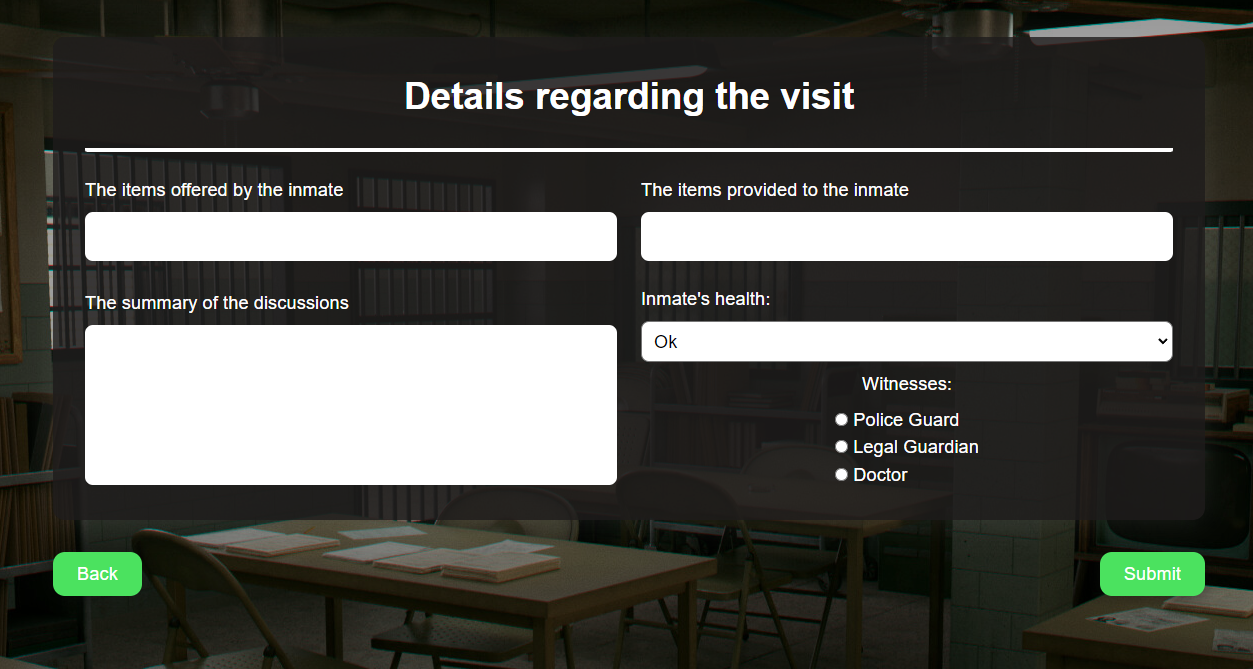 Details regarding the visit
The items offered by the inmate
The items provided to the inmate
The summary of the discussions
Inmate's health:
Ok
Witnesses:
Police Guard
Legal Guardian
Doctor
Back
Submit